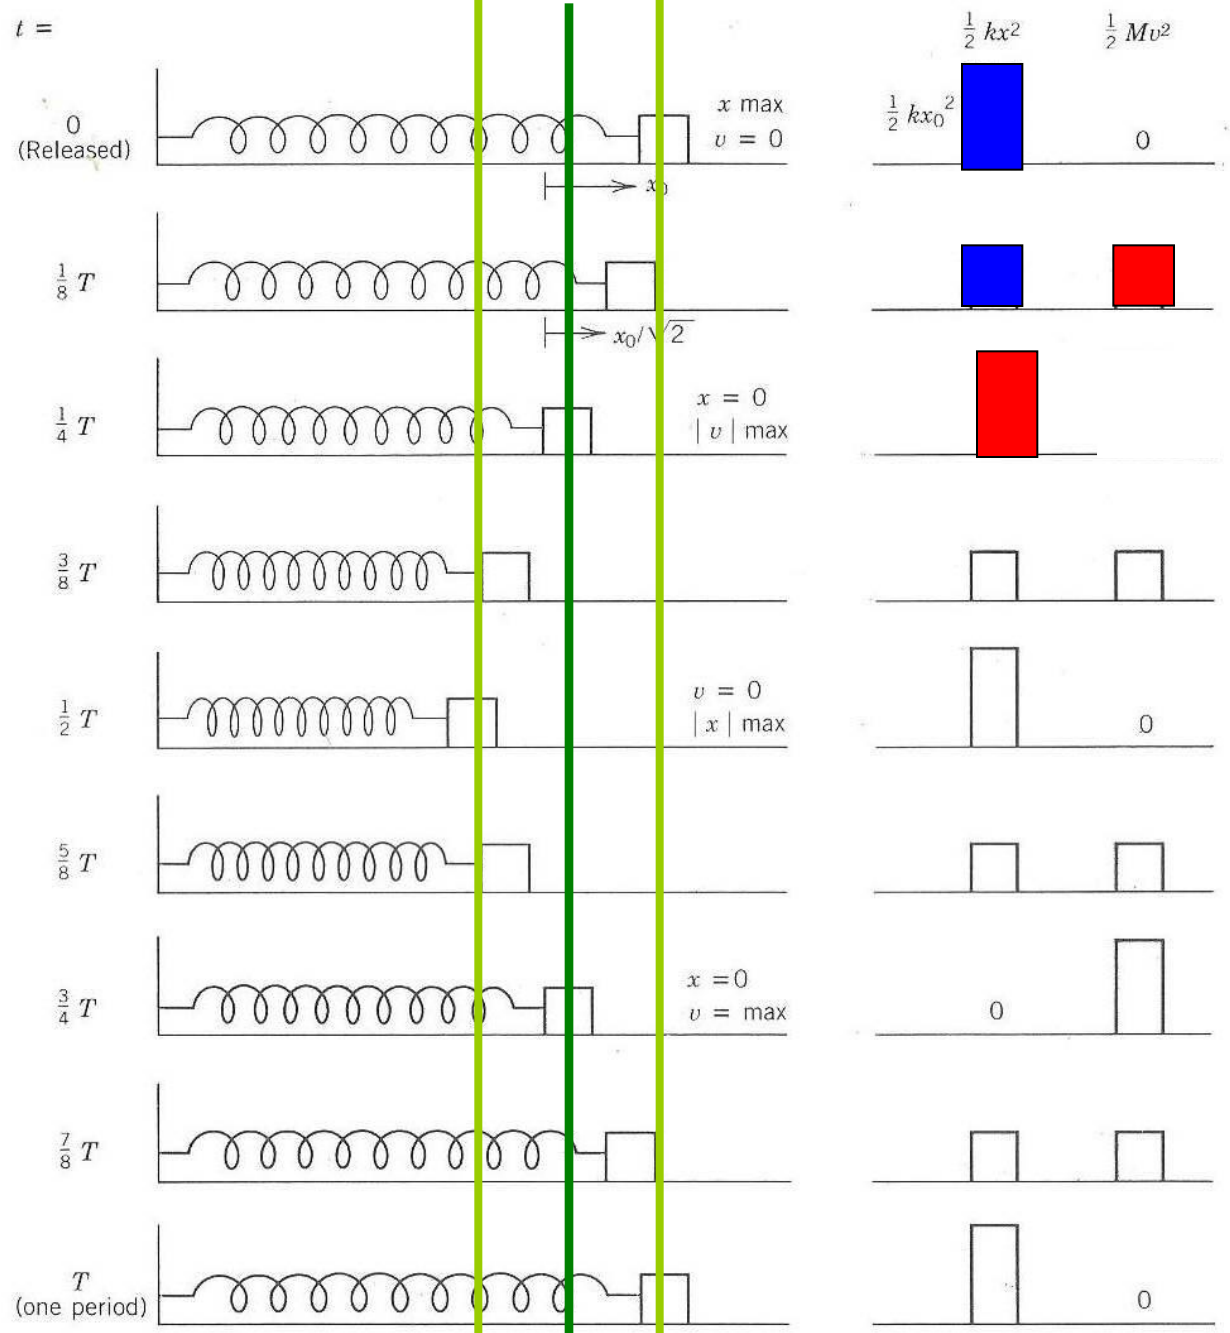 t =
½ kx²
½ Mv²
0
(Released)
x max
v = 0
½ kx₀²
0
x₀
⅛ T
x₀/√2
¼ T
x = 0
| v | max
⅜ T
½ T
v = 0
| x | max
0
⅝ T
¾ T
x = 0
v = max
0
⅞ T
T
(one period)
0